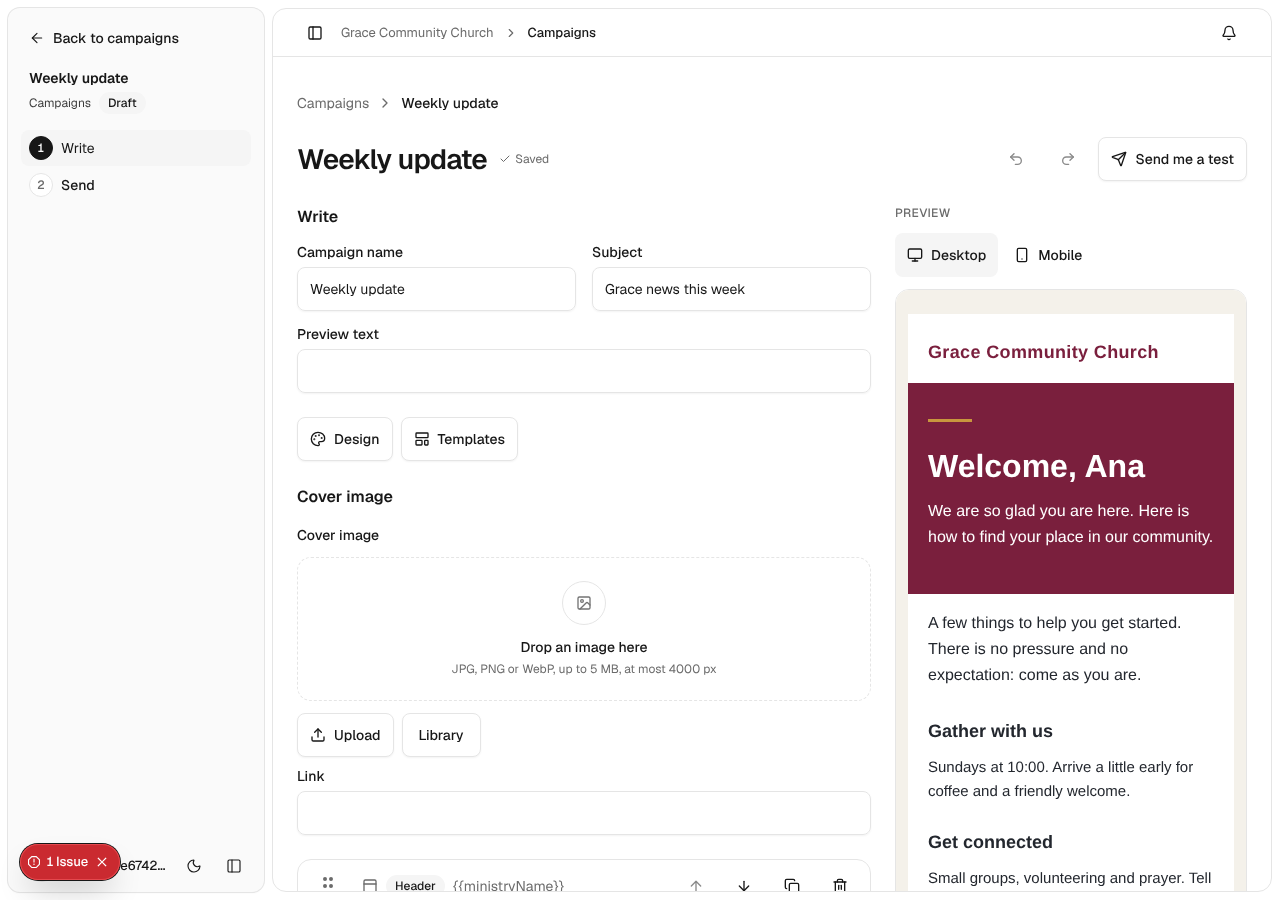 Back to campaigns
Weekly update
Campaigns Draft
1 Write
2 Send
1 Issue
e6742...
Grace Community Church > Campaigns
Campaigns > Weekly update
Weekly update
Saved
Send me a test
Write
Campaign name
Weekly update
Subject
Grace news this week
Preview text
Design
Templates
Cover image
Cover image
Drop an image here
JPG, PNG or WebP, up to 5 MB, at most 4000 px
Upload
Library
Link
Header {{ministryName}}
PREVIEW
Desktop
Mobile
Grace Community Church
Welcome, Ana
We are so glad you are here. Here is
how to find your place in our community.
A few things to help you get started.
There is no pressure and no
expectation: come as you are.
Gather with us
Sundays at 10:00. Arrive a little early for
coffee and a friendly welcome.
Get connected
Small groups, volunteering and prayer. Tell